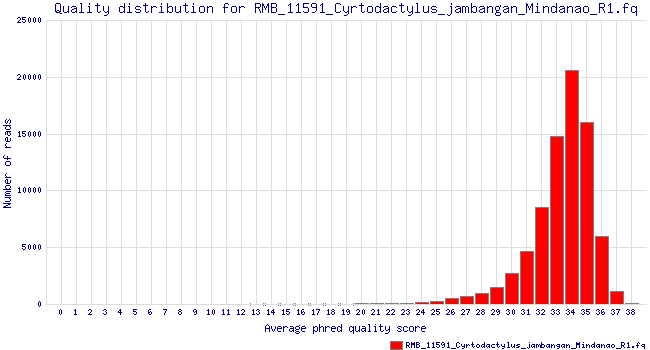 Quality distribution for RMB_11591_Cyrtodactylus_jambangan_Mindanao_R1.fq
25000
20000
15000
10000
5000
0
Number of reads
0 1 2 3 4 5 6 7 8 9 10 11 12 13 14 15 16 17 18 19 20 21 22 23 24 25 26 27 28 29 30 31 32 33 34 35 36 37 38
Average phred quality score
RMB_11591_Cyrtodactylus_jambangan_Mindanao_R1.fq